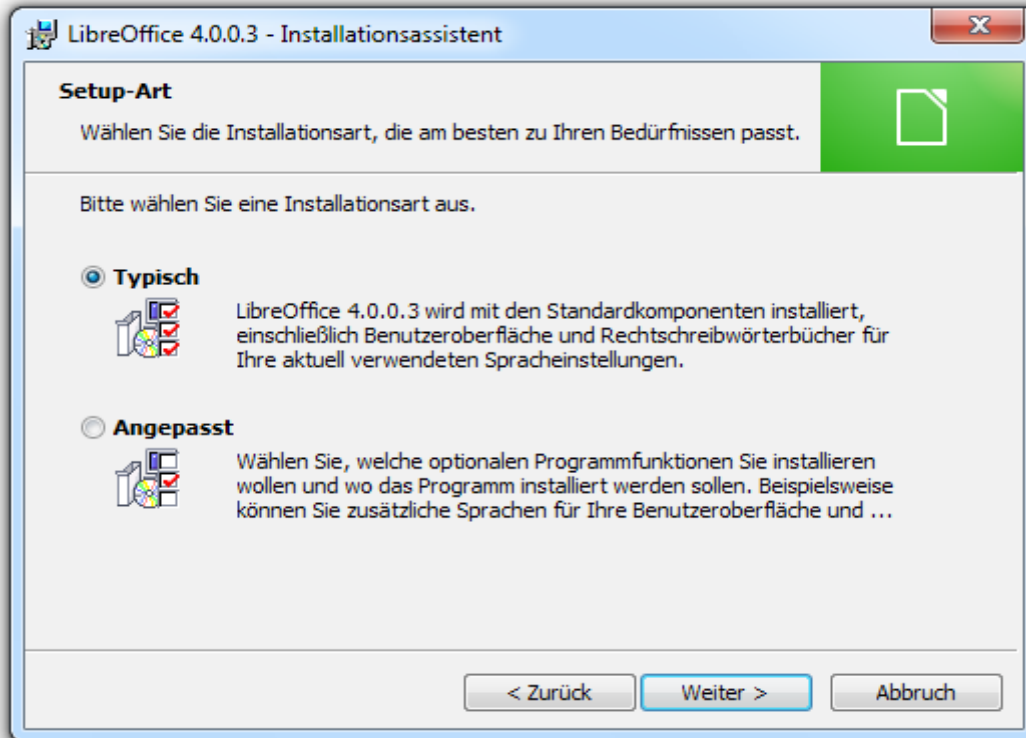 LibreOffice 4.0.0.3 - Installationsassistent
Setup-Art
Wählen Sie die Installationsart, die am besten zu Ihren Bedürfnissen passt.
Bitte wählen Sie eine Installationsart aus.
Typisch
LibreOffice 4.0.0.3 wird mit den Standardkomponenten installiert,
einschließlich Benutzeroberfläche und Rechtschreibwörterbücher für
Ihre aktuell verwendeten Spracheinstellungen.
Angepasst
Wählen Sie, welche optionalen Programmfunktionen Sie installieren
wollen und wo das Programm installiert werden sollen. Beispielsweise
können Sie zusätzliche Sprachen für Ihre Benutzeroberfläche und ...
< Zurück Weiter > Abbruch